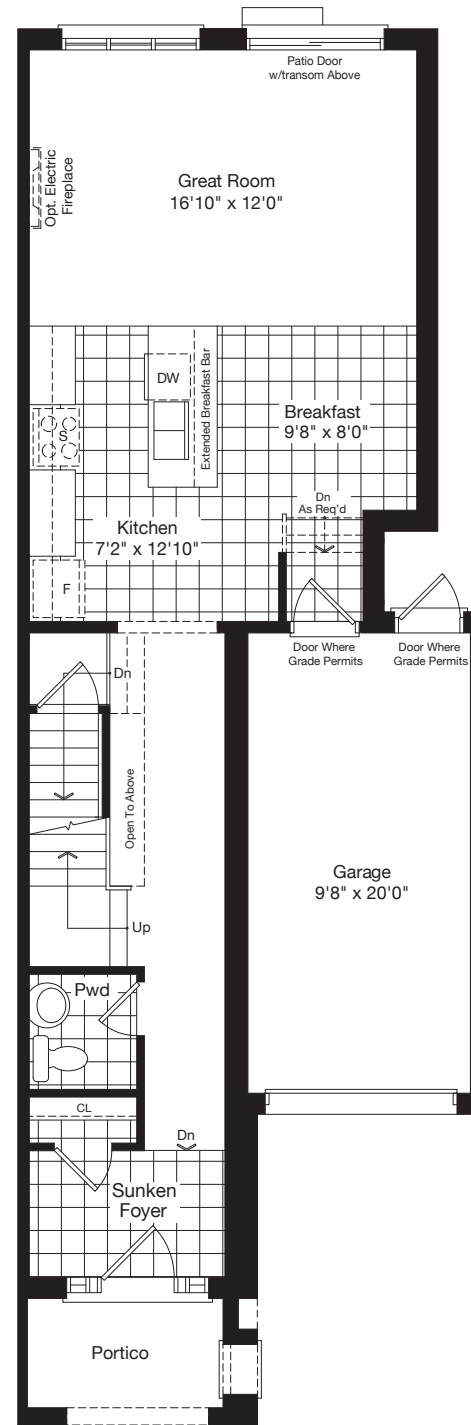 Patio Door
w/transom Above
Opt. Electric
Fireplace
Great Room
16'10" x 12'0"
DW
Extended Breakfast Bar
S
Breakfast
9'8" x 8'0"
Dn
As Req'd
Kitchen
7'2" x 12'10"
F
Door Where
Grade Permits
Door Where
Grade Permits
Dn
Open To Above
Garage
9'8" x 20'0"
Up
Pwd
CL
Dn
Sunken
Foyer
Portico